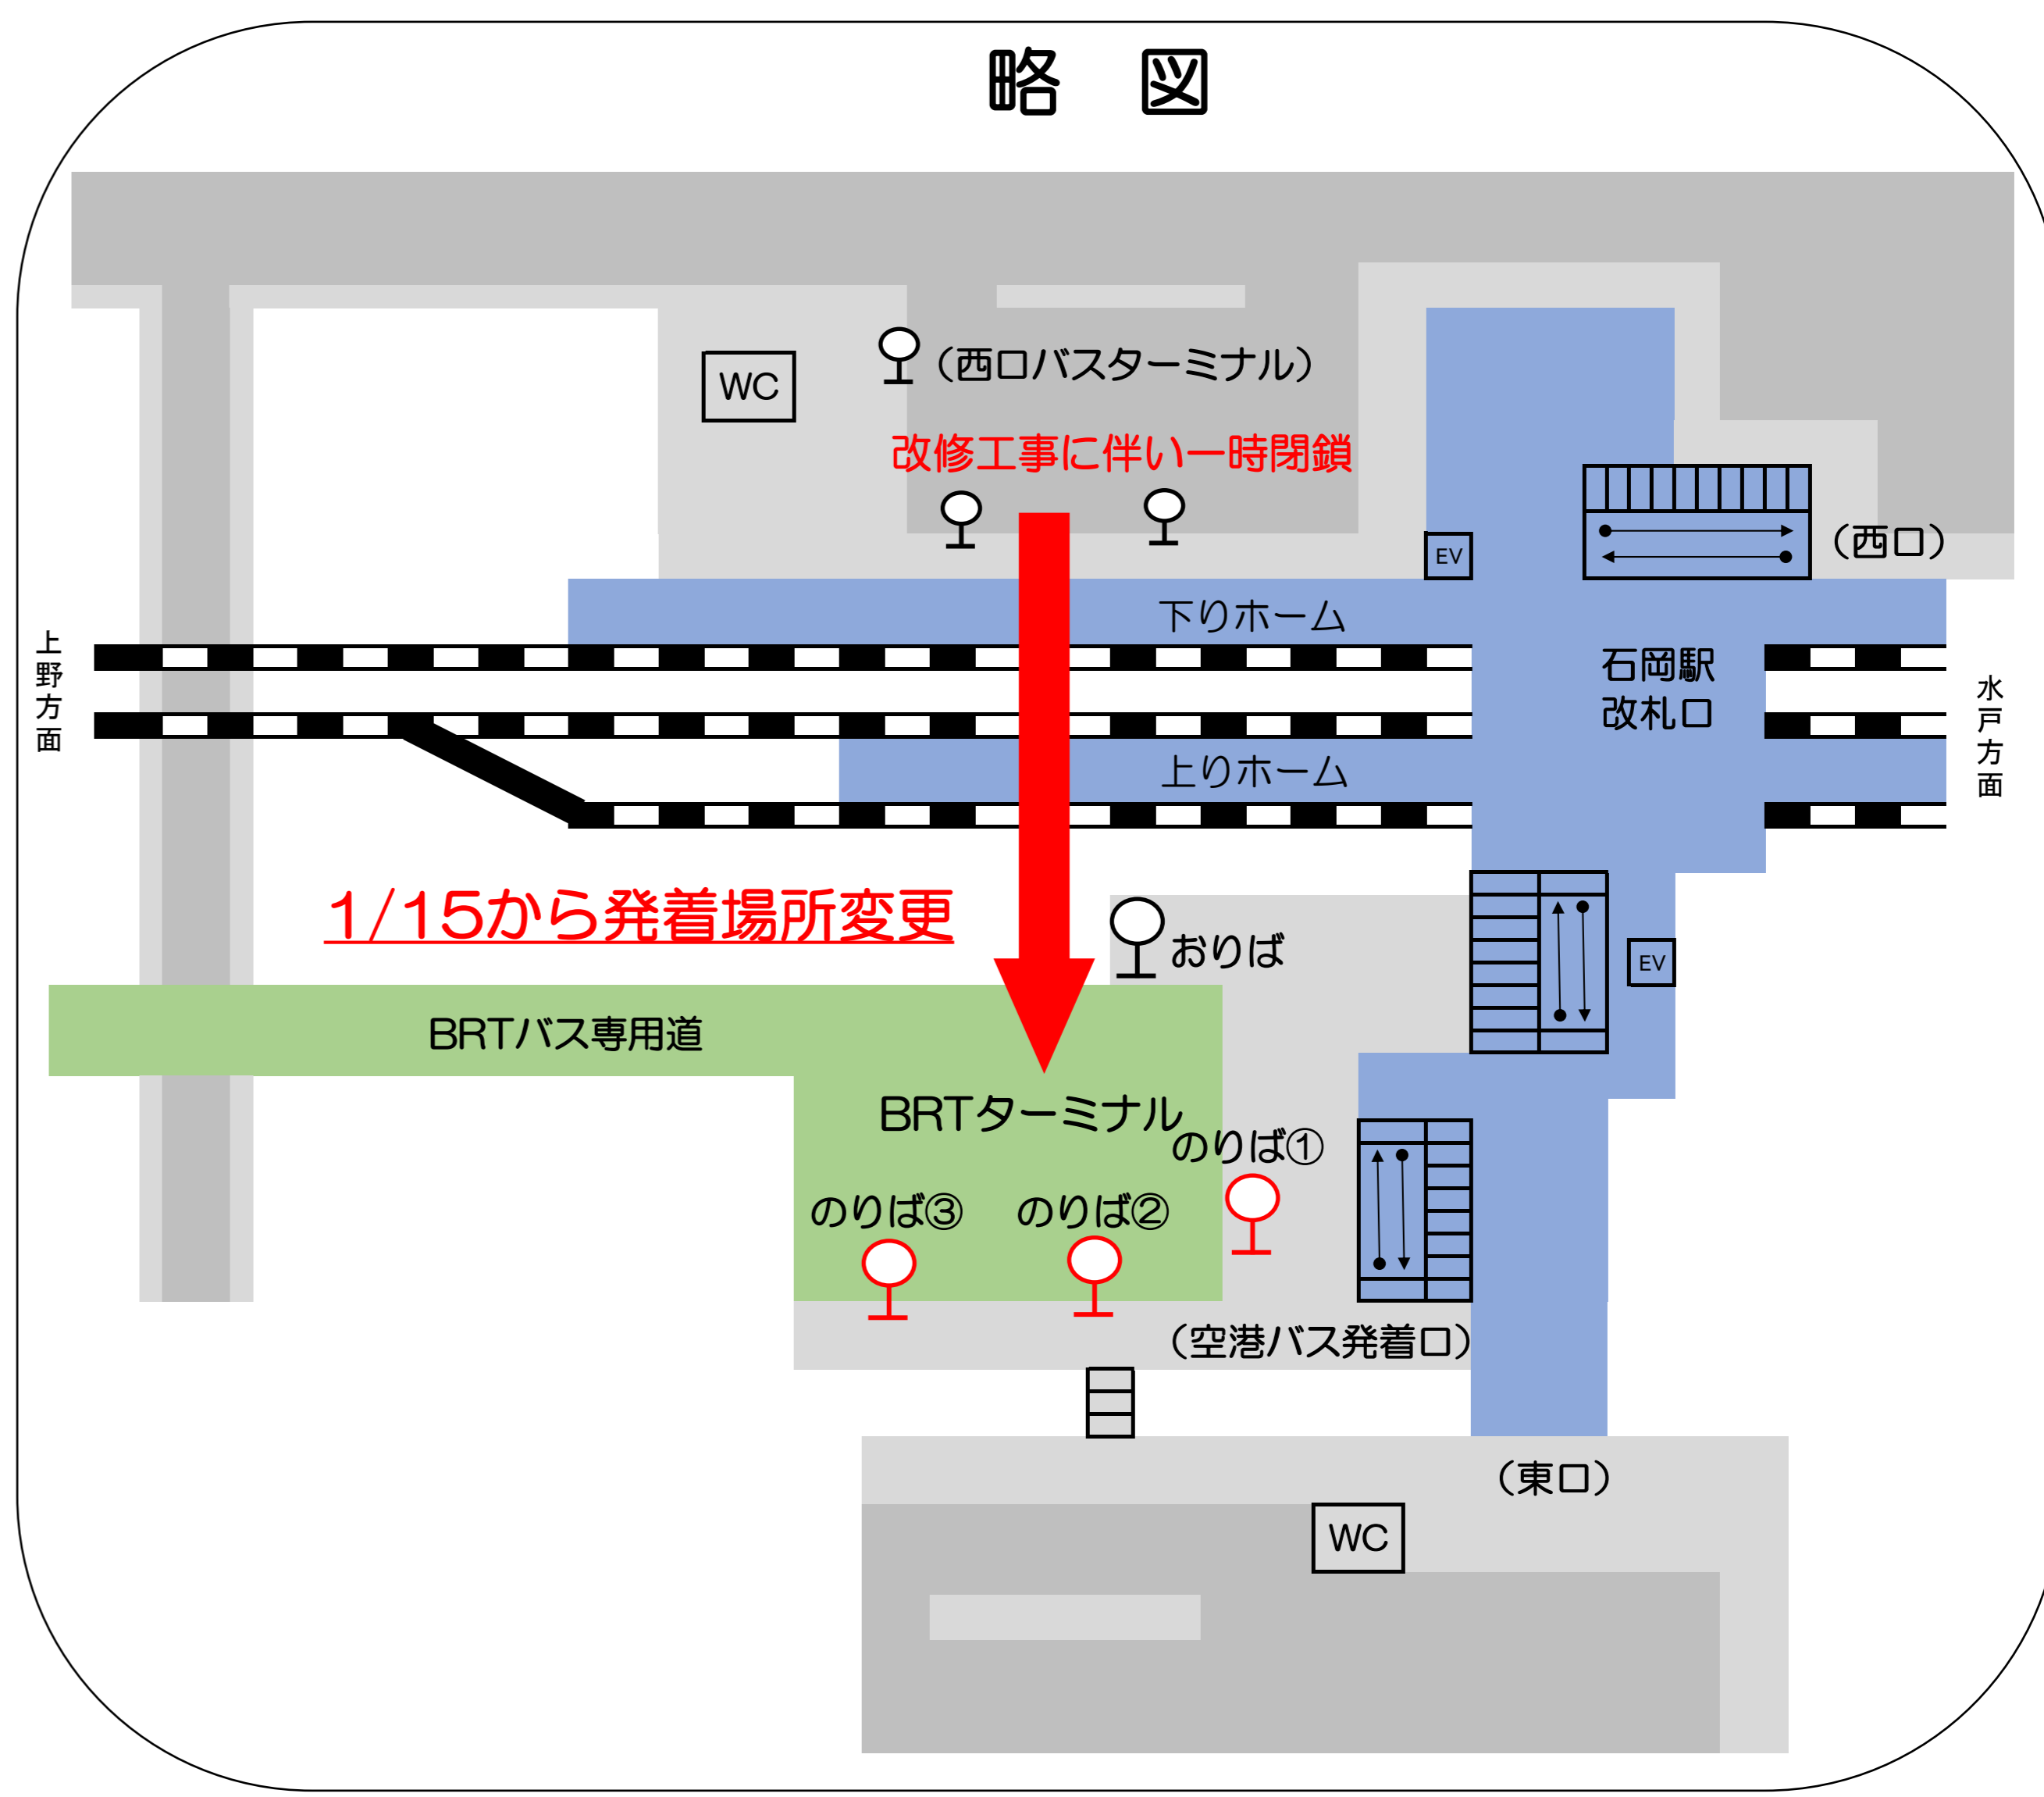 略　図
WC
（西口バスターミナル）
改修工事に伴い一時閉鎖
EV
（西口）
下りホーム
上野方面
石岡駅
改札口
水戸方面
上りホーム
1/15から発着場所変更
おりば
EV
BRTバス専用道
BRTターミナル
のりば①
のりば③
のりば②
（空港バス発着口）
（東口）
WC